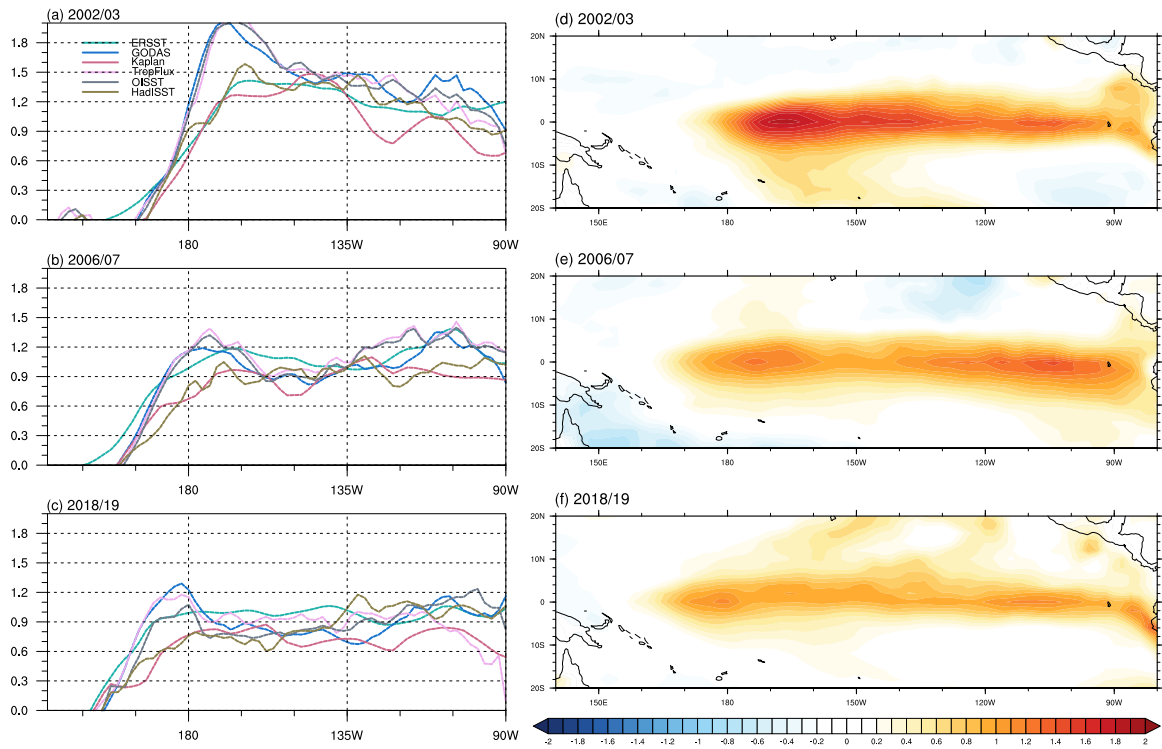 (a) 2002/03
1.8
1.5
1.2
0.9
0.6
0.3
0.0
ERSST
GODAS
Kaplan
TropFlux
OISST
HadISST
180 135W 90W
(b) 2006/07
1.8
1.5
1.2
0.9
0.6
0.3
0.0
180 135W 90W
(c) 2018/19
1.8
1.5
1.2
0.9
0.6
0.3
0.0
180 135W 90W
(d) 2002/03
20N
10N
0
10S
20S
150E 180 150W 120W 90W
(e) 2006/07
20N
10N
0
10S
20S
150E 180 150W 120W 90W
(f) 2018/19
20N
10N
0
10S
20S
150E 180 150W 120W 90W
-2 -1.8 -1.6 -1.4 -1.2 -1 -0.8 -0.6 -0.4 -0.2 0 0.2 0.4 0.6 0.8 1 1.2 1.4 1.6 1.8 2